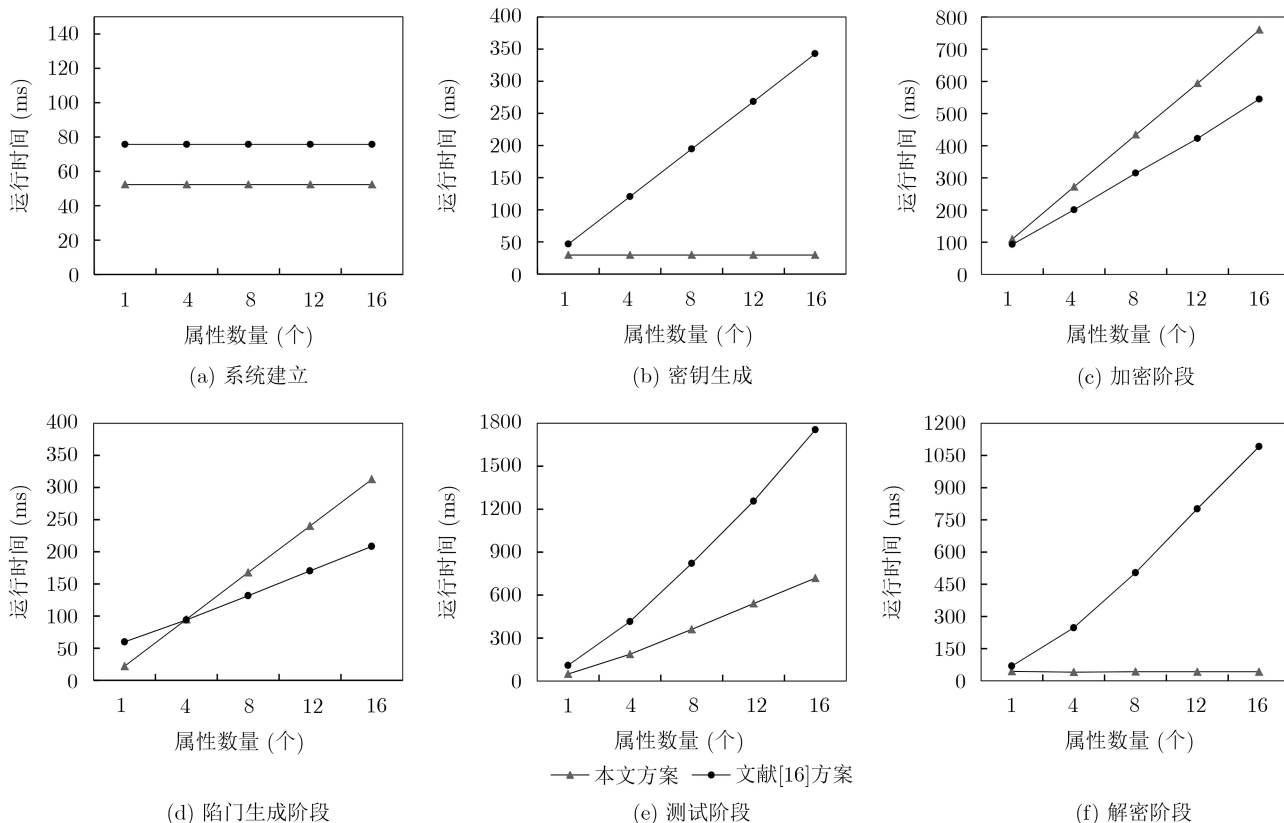 140
120
100
80
60
40
20
0
运行时间 (ms)
1 4 8 12 16
属性数量 (个)
(a) 系统建立
400
350
300
250
200
150
100
50
0
运行时间 (ms)
1 4 8 12 16
属性数量 (个)
(b) 密钥生成
800
700
600
500
400
300
200
100
0
运行时间 (ms)
1 4 8 12 16
属性数量 (个)
(c) 加密阶段
400
350
300
250
200
150
100
50
0
运行时间 (ms)
1 4 8 12 16
属性数量 (个)
(d) 陷门生成阶段
1800
1500
1200
900
600
300
0
运行时间 (ms)
1 4 8 12 16
属性数量 (个)
本文方案 文献[16]方案
(e) 测试阶段
1200
1050
900
750
600
450
300
150
0
运行时间 (ms)
1 4 8 12 16
属性数量 (个)
(f) 解密阶段